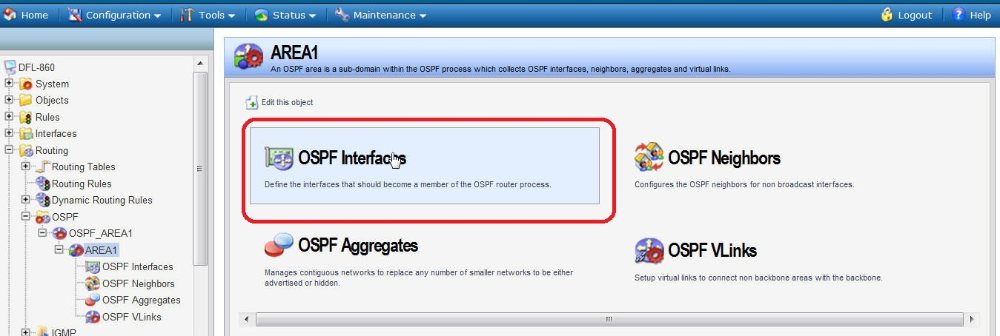 Home Configuration Tools Status Maintenance Logout Help
DFL-860
System
Objects
Rules
Interfaces
Routing
Routing Tables
Routing Rules
Dynamic Routing Rules
OSPF
OSPF_AREA1
AREA1
OSPF Interfaces
OSPF Neighbors
OSPF Aggregates
OSPF VLinks
IGMP
AREA1
An OSPF area is a sub-domain within the OSPF process which collects OSPF interfaces, neighbors, aggregates and virtual links.
Edit this object
OSPF Interfaces
Define the interfaces that should become a member of the OSPF router process.
OSPF Neighbors
Configures the OSPF neighbors for non broadcast interfaces.
OSPF Aggregates
Manages contiguous networks to replace any number of smaller networks to be either
advertised or hidden.
OSPF VLinks
Setup virtual links to connect non backbone areas with the backbone.